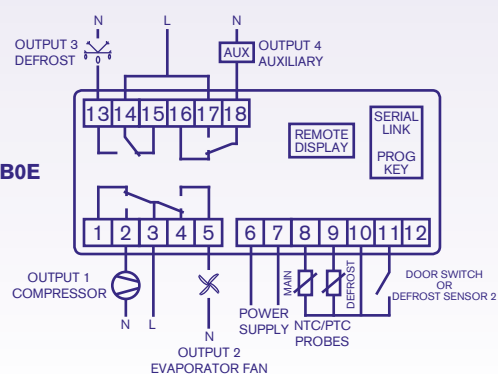 N L N
OUTPUT 3
DEFROST
AUX
OUTPUT 4
AUXILIARY
13 14 15 16 17 18
REMOTE
DISPLAY
SERIAL
LINK
PROG
KEY
B0E
1 2 3 4 5 6 7 8 9 10 11 12
OUTPUT 1
COMPRESSOR
MAIN
DEFROST
DOOR SWITCH
OR
DEFROST SENSOR 2
N L
POWER
SUPPLY
NTC/PTC
PROBES
N
OUTPUT 2
EVAPORATOR FAN